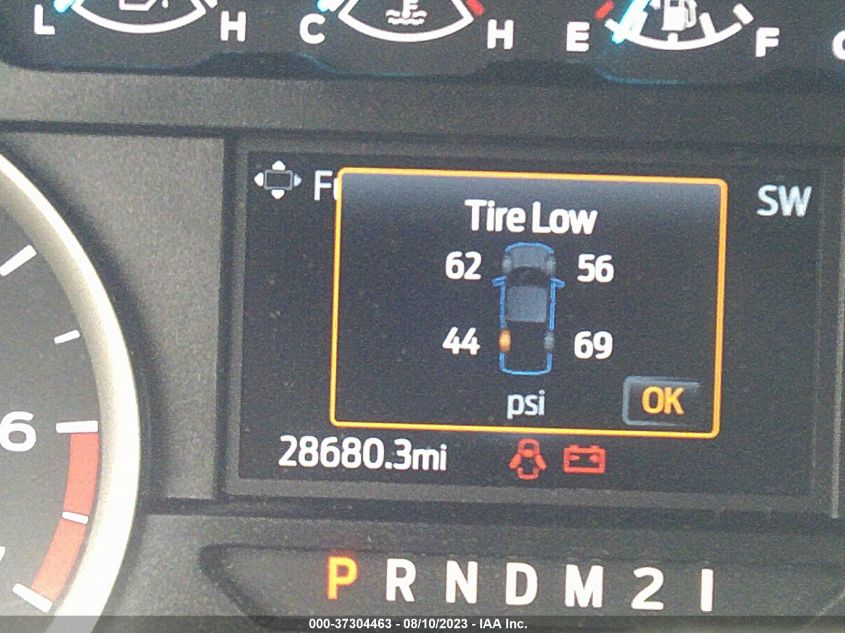 L H C H E F
SW
Tire Low
62 56
44 69
psi OK
28680.3mi
6
P R N D M 2 1
000-37304463 - 08/10/2023 - IAA Inc.